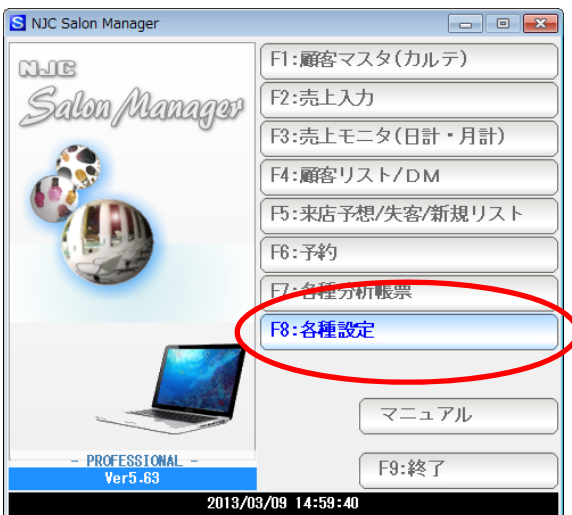 NJC Salon Manager
NJC
Salon Manager
F1:顧客マスタ(カルテ)
F2:売上入力
F3:売上モニタ(日計・月計)
F4:顧客リスト/DM
F5:来店予想/失客/新規リスト
F6:予約
F7:各種分析帳票
F8:各種設定
マニュアル
F9:終了
- PROFESSIONAL -
Ver5.63
2013/03/09 14:59:40